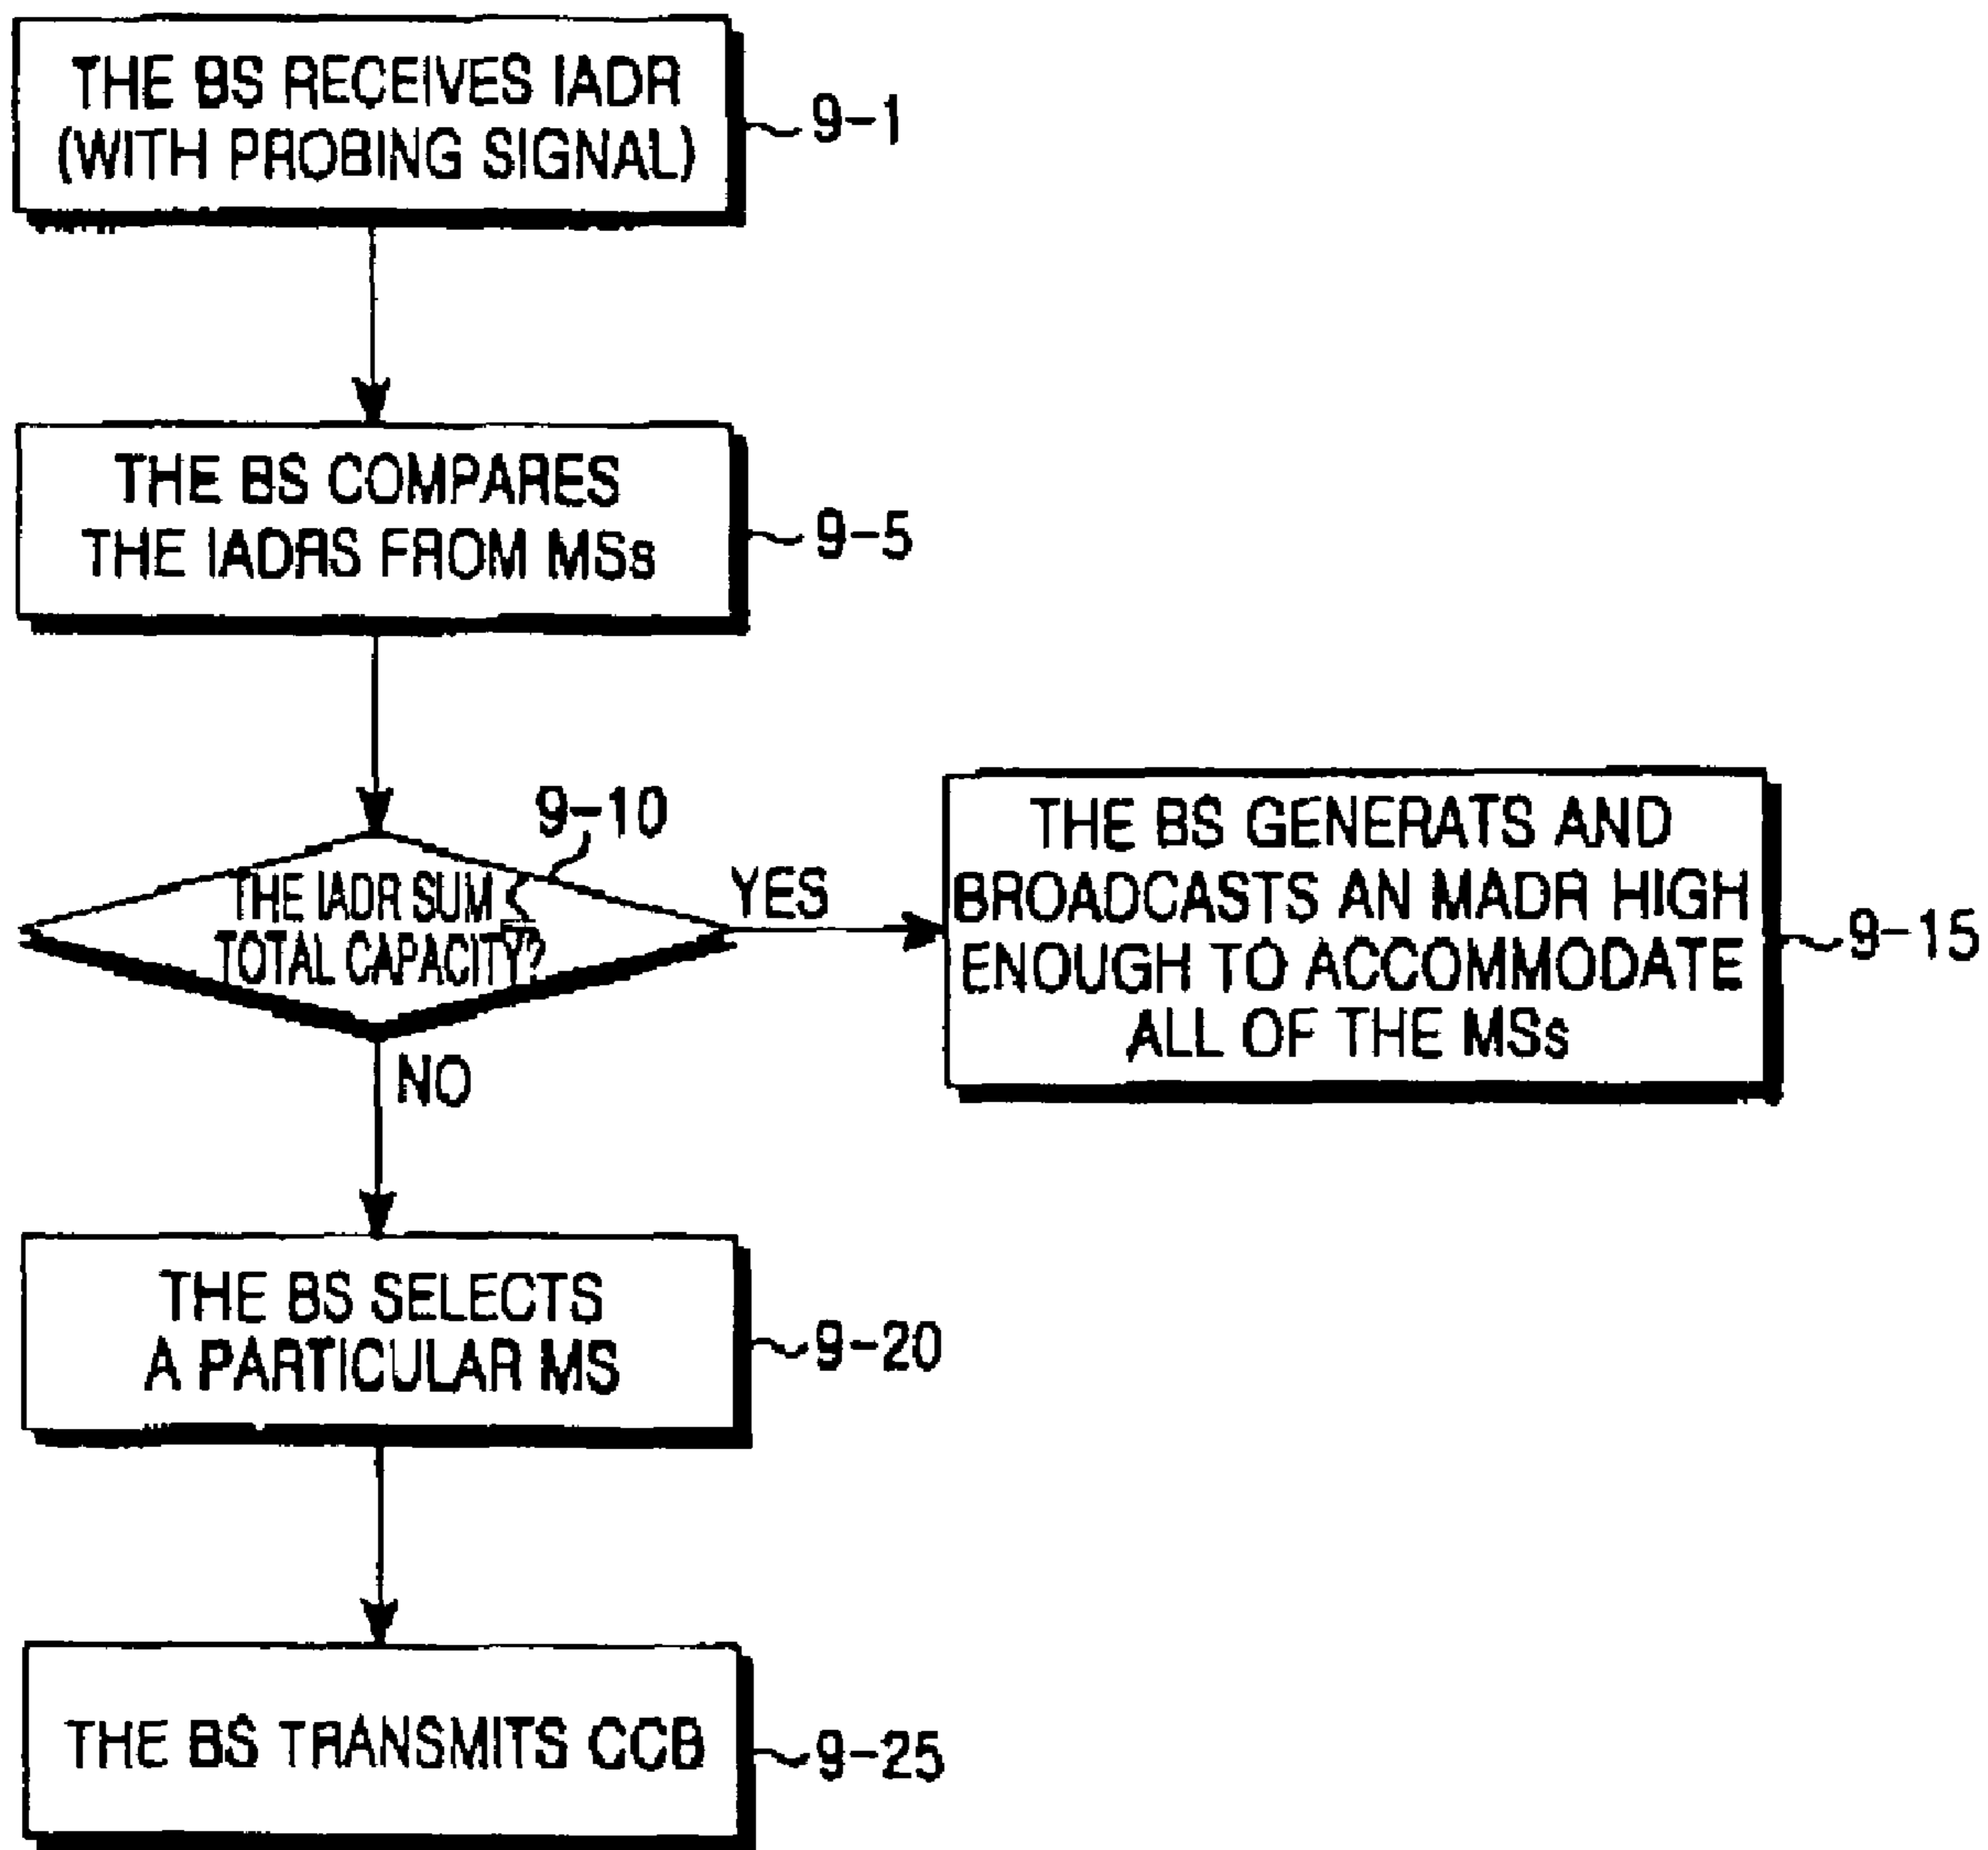 THE BS RECEIVES IADR
(WITH PROBING SIGNAL)
9-1
THE BS COMPARES
THE IADRS FROM MSs
9-5
9-10
THE IADR SUM ≤
TOTAL CAPACITY?
YES
THE BS GENERATS AND
BROADCASTS AN MADR HIGH
ENOUGH TO ACCOMMODATE
ALL OF THE MSs
9-15
NO
THE BS SELECTS
A PARTICULAR MS
9-20
THE BS TRANSMITS CCB
9-25